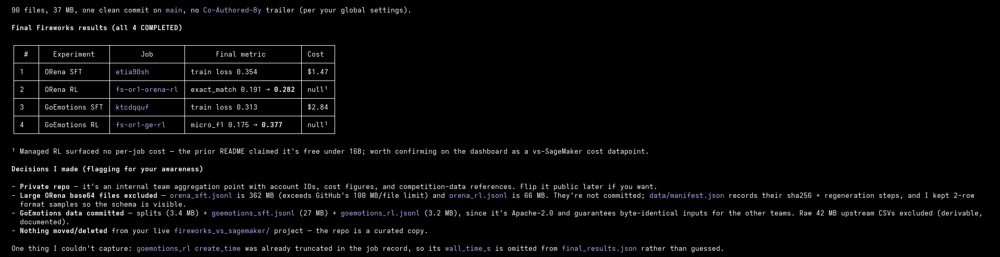 90 files, 37 MB, one clean commit on main, no Co-Authored-By trailer (per your global settings).
Final Fireworks results (all 4 COMPLETED)
# Experiment Job Final metric Cost
1 ORena SFT etia90sh train loss 0.354 $1.47
2 ORena RL fs-or1-orena-rl exact_match 0.191 → 0.282 null¹
3 GoEmotions SFT ktcdqquf train loss 0.313 $2.84
4 GoEmotions RL fs-or1-ge-rl micro_f1 0.175 → 0.377 null¹
¹ Managed RL surfaced no per-job cost — the prior README claimed it's free under 16B; worth confirming on the dashboard as a vs-SageMaker cost datapoint.
Decisions I made (flagging for your awareness)
- Private repo — it's an internal team aggregation point with account IDs, cost figures, and competition-data references. Flip it public later if you want.
- Large ORena base64 files excluded — orena_sft.jsonl is 362 MB (exceeds GitHub's 100 MB/file limit) and orena_rl.jsonl is 66 MB. They're not committed; data/manifest.json records their sha256 + regeneration steps, and I kept 2-row
format samples so the schema is visible.
- GoEmotions data committed — splits (3.4 MB) + goemotions_sft.jsonl (27 MB) + goemotions_rl.jsonl (3.2 MB), since it's Apache-2.0 and guarantees byte-identical inputs for the other teams. Raw 42 MB upstream CSVs excluded (derivable,
documented).
- Nothing moved/deleted from your live fireworks_vs_sagemaker/ project — the repo is a curated copy.
One thing I couldn't capture: goemotions_rl create_time was already truncated in the job record, so its wall_time_s is omitted from final_results.json rather than guessed.